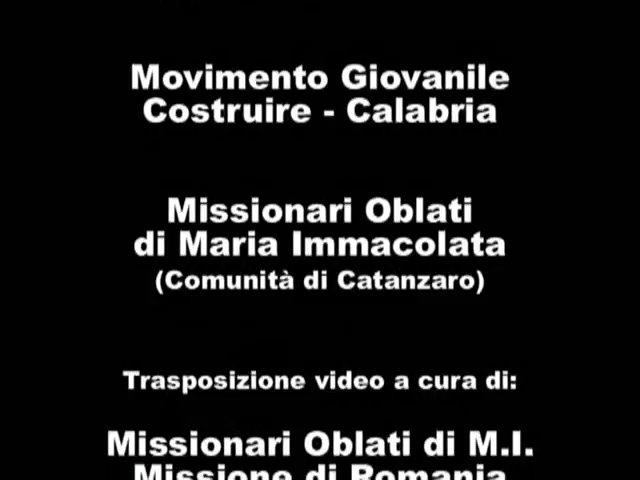 Movimento Giovanile
Costruire - Calabria
Missionari Oblati
di Maria Immacolata
(Comunità di Catanzaro)
Trasposizione video a cura di:
Missionari Oblati di M.I.
Missione di Romania